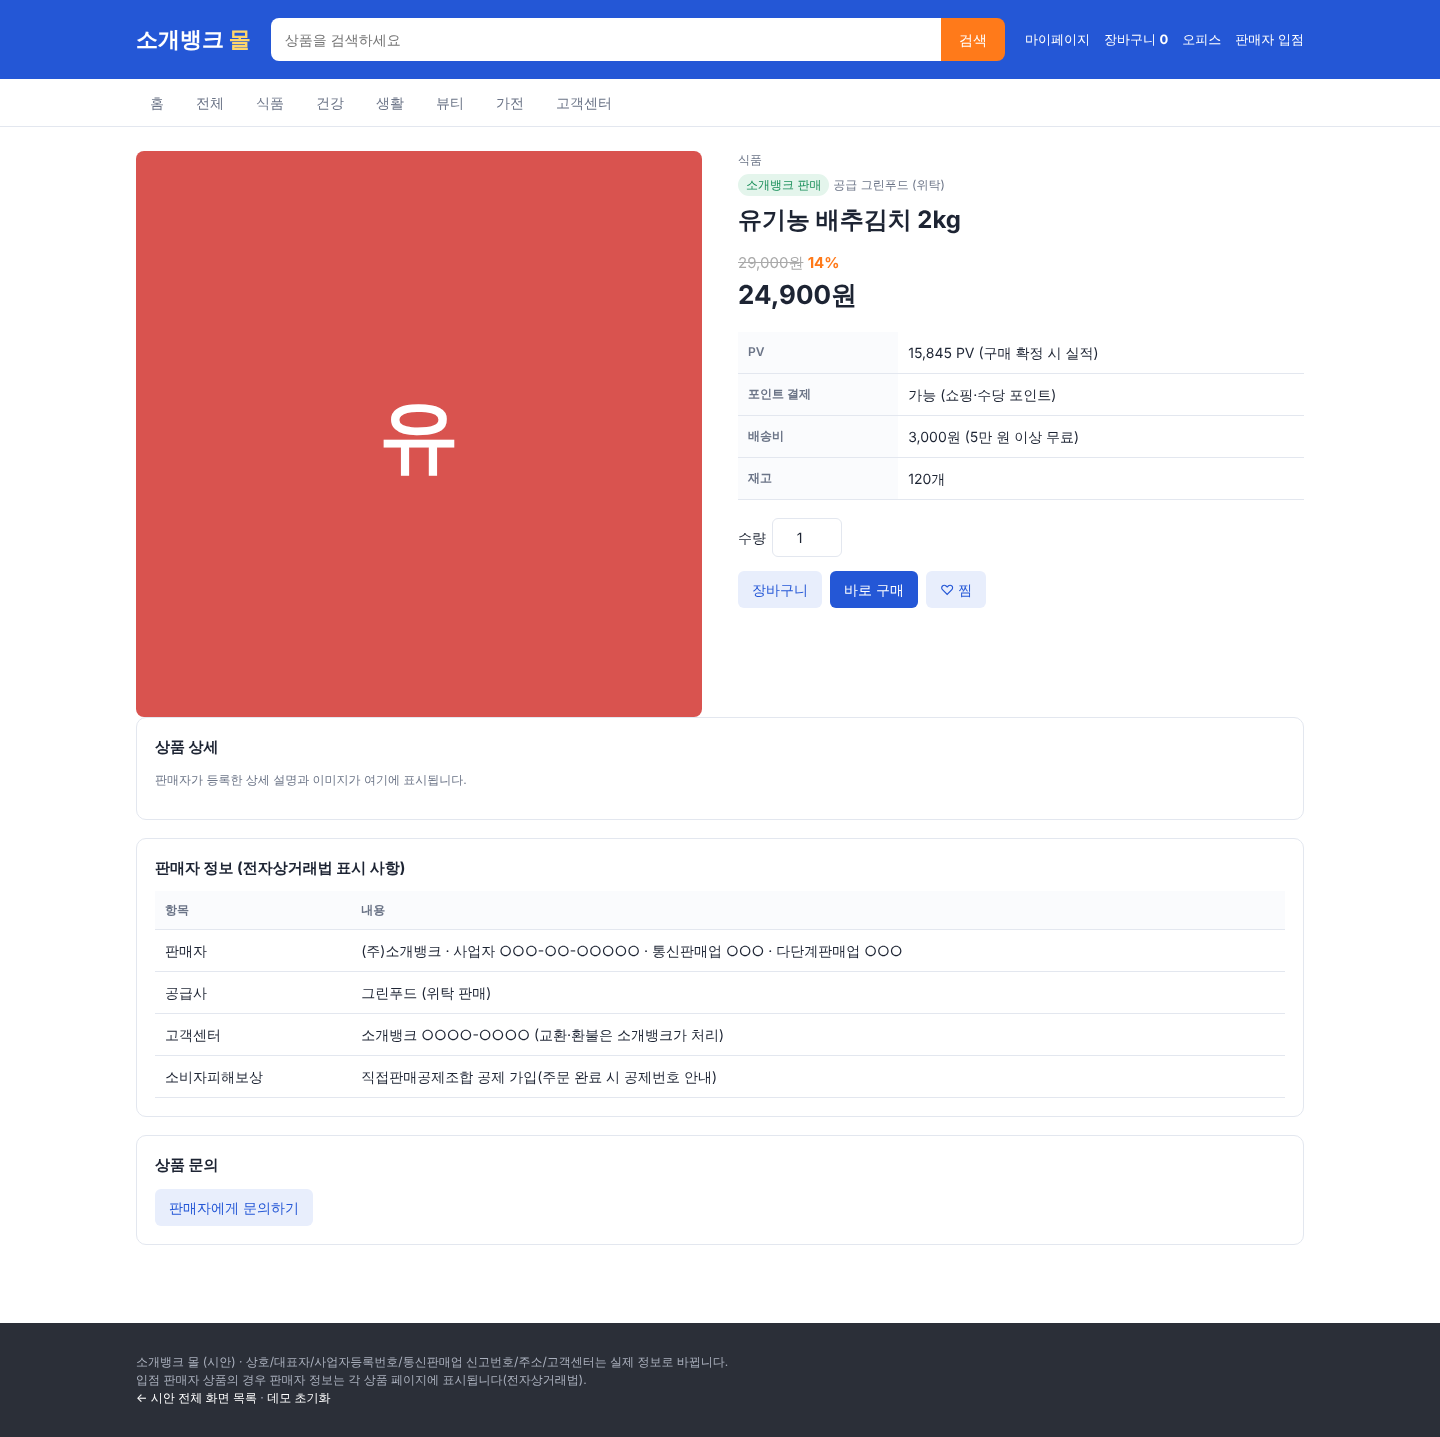 소개뱅크 몰
상품을 검색하세요
검색
마이페이지 장바구니 0 오피스 판매자 입점
홈 전체 식품 건강 생활 뷰티 가전 고객센터
유
식품
소개뱅크 판매 공급 그린푸드 (위탁)
유기농 배추김치 2kg
29,000원 14%
24,900원
PV 15,845 PV (구매 확정 시 실적)
포인트 결제 가능 (쇼핑·수당 포인트)
배송비 3,000원 (5만 원 이상 무료)
재고 120개
수량 1
장바구니 바로 구매 ♡ 찜
상품 상세
판매자가 등록한 상세 설명과 이미지가 여기에 표시됩니다.
판매자 정보 (전자상거래법 표시 사항)
항목 내용
판매자 (주)소개뱅크 · 사업자 ○○○-○○-○○○○○ · 통신판매업 ○○○ · 다단계판매업 ○○○
공급사 그린푸드 (위탁 판매)
고객센터 소개뱅크 ○○○○-○○○○ (교환·환불은 소개뱅크가 처리)
소비자피해보상 직접판매공제조합 공제 가입(주문 완료 시 공제번호 안내)
상품 문의
판매자에게 문의하기
소개뱅크 몰 (시안) · 상호/대표자/사업자등록번호/통신판매업 신고번호/주소/고객센터는 실제 정보로 바뀝니다.
입점 판매자 상품의 경우 판매자 정보는 각 상품 페이지에 표시됩니다(전자상거래법).
← 시안 전체 화면 목록 · 데모 초기화